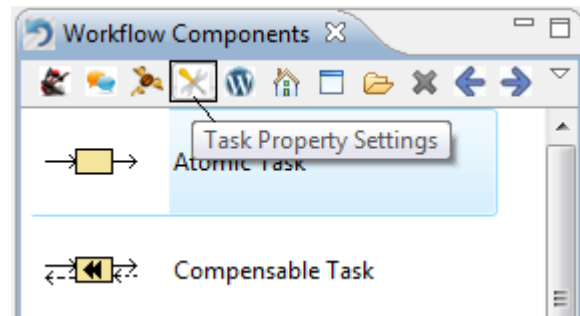 Workflow Components
Task Property Settings
Atomic Task
Compensable Task